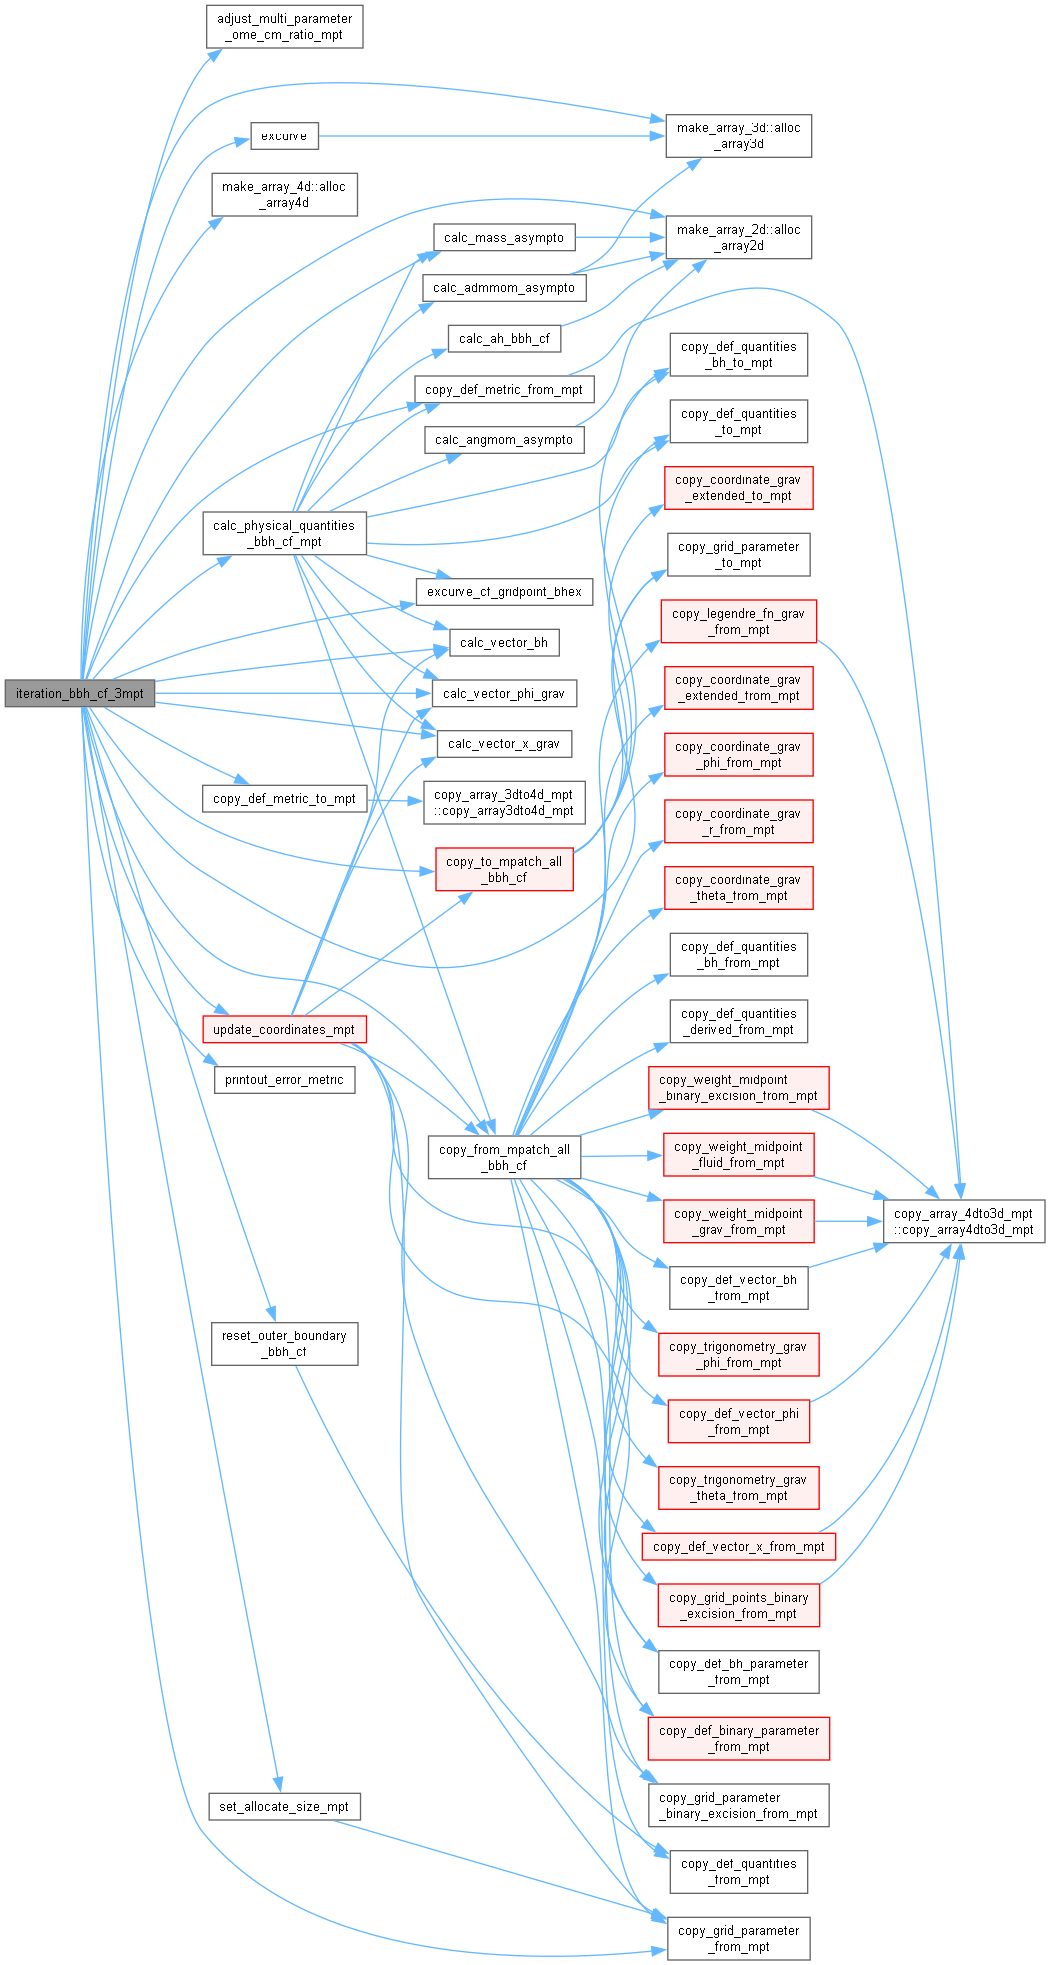 adjust_multi_parameter
_ome_cm_ratio_mpt
excurve
make_array_4d::alloc
_array4d
make_array_3d::alloc
_array3d
make_array_2d::alloc
_array2d
calc_mass_asympto
calc_admmom_asympto
calc_ah_bbh_cf
copy_def_metric_from_mpt
calc_angmom_asympto
calc_physical_quantities
_bbh_cf_mpt
excurve_cf_gridpoint_bhex
calc_vector_bh
iteration_bbh_cf_3mpt
calc_vector_phi_grav
calc_vector_x_grav
copy_def_metric_to_mpt
copy_array_3dto4d_mpt
::copy_array3dto4d_mpt
copy_to_mpatch_all
_bbh_cf
update_coordinates_mpt
printout_error_metric
copy_from_mpatch_all
_bbh_cf
reset_outer_boundary
_bbh_cf
set_allocate_size_mpt
copy_def_quantities
_bh_to_mpt
copy_def_quantities
_to_mpt
copy_coordinate_grav
_extended_to_mpt
copy_grid_parameter
_to_mpt
copy_legendre_fn_grav
_from_mpt
copy_coordinate_grav
_extended_from_mpt
copy_coordinate_grav
_phi_from_mpt
copy_coordinate_grav
_r_from_mpt
copy_coordinate_grav
_theta_from_mpt
copy_def_quantities
_bh_from_mpt
copy_def_quantities
_derived_from_mpt
copy_weight_midpoint
_binary_excision_from_mpt
copy_weight_midpoint
_fluid_from_mpt
copy_weight_midpoint
_grav_from_mpt
copy_array_4dto3d_mpt
::copy_array4dto3d_mpt
copy_def_vector_bh
_from_mpt
copy_trigonometry_grav
_phi_from_mpt
copy_def_vector_phi
_from_mpt
copy_trigonometry_grav
_theta_from_mpt
copy_def_vector_x_from_mpt
copy_grid_points_binary
_excision_from_mpt
copy_def_bh_parameter
_from_mpt
copy_def_binary_parameter
_from_mpt
copy_grid_parameter
_binary_excision_from_mpt
copy_def_quantities
_from_mpt
copy_grid_parameter
_from_mpt